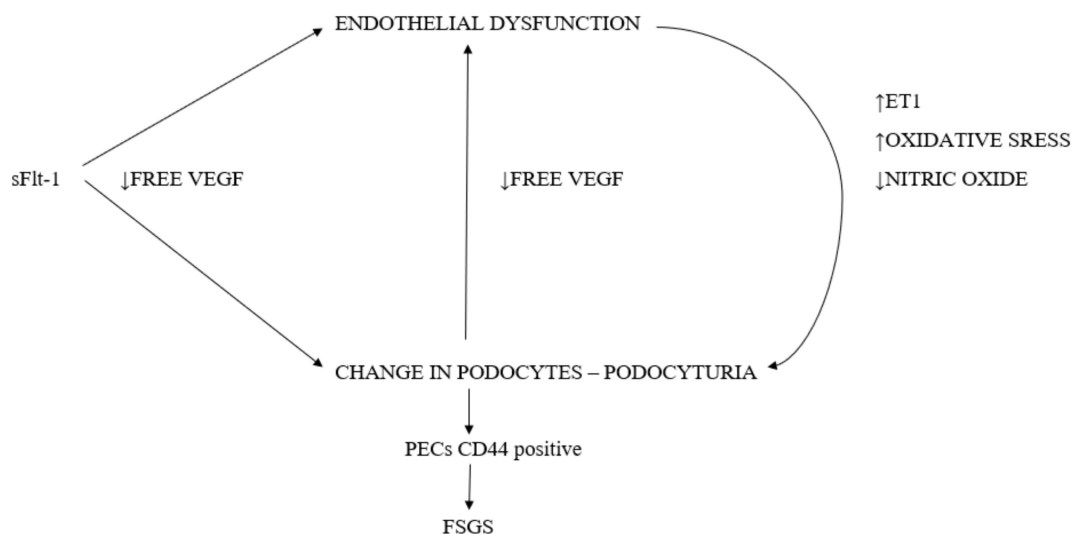 ENDOTHELIAL DYSFUNCTION
↑ET1
↑OXIDATIVE SRESS
sFlt-1
↓FREE VEGF
↓FREE VEGF
↓NITRIC OXIDE
CHANGE IN PODOCYTES – PODOCYTURIA
PECs CD44 positive
FSGS